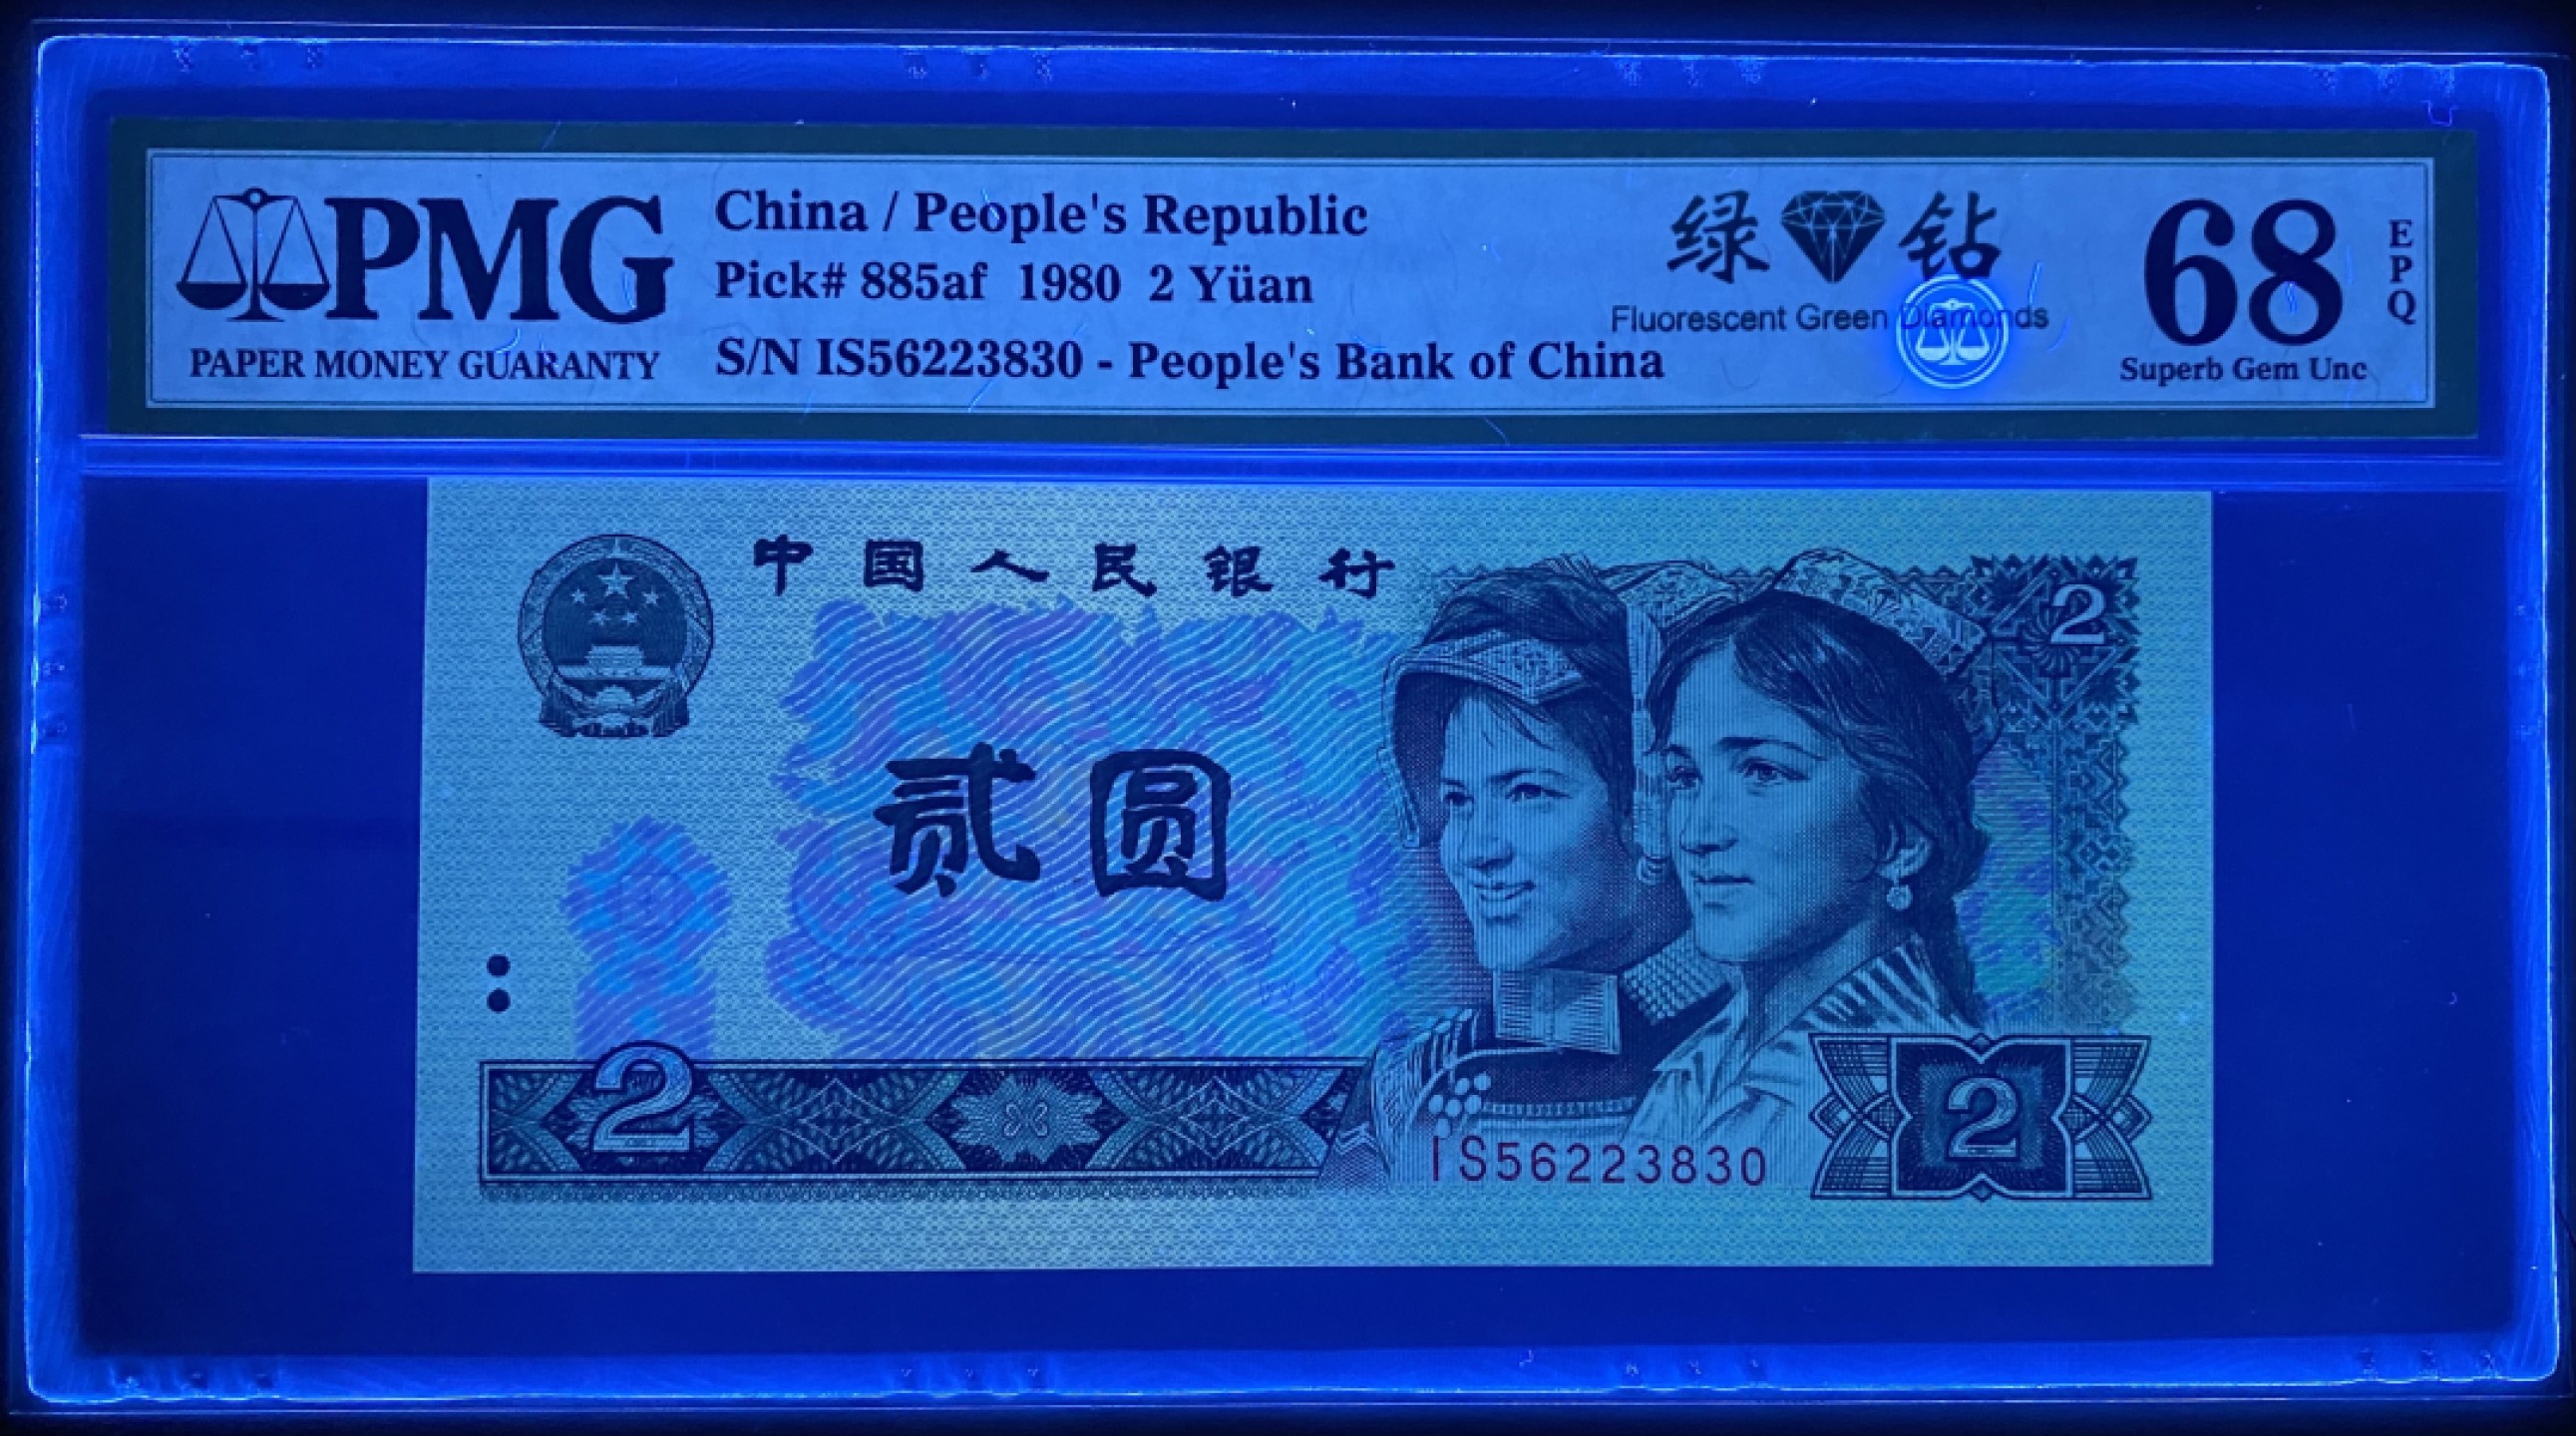 PMG
PAPER MONEY GUARANTY
China / People's Republic
Pick# 885af 1980 2 Yüan
S/N IS56223830 - People's Bank of China
绿钻
Fluorescent Green Diamonds
68
EPQ
Superb Gem Unc
中国人民银行
2
贰圆
2
IS56223830
2